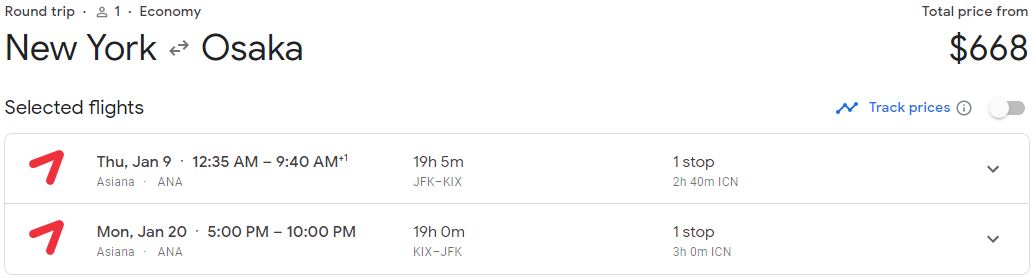 Round trip · 1 · Economy Total price from
New York Osaka $668
Selected flights Track prices
Thu, Jan 9 · 12:35 AM – 9:40 AM+1 19h 5m 1 stop
Asiana · ANA JFK–KIX 2h 40m ICN
Mon, Jan 20 · 5:00 PM – 10:00 PM 19h 0m 1 stop
Asiana · ANA KIX–JFK 3h 0m ICN